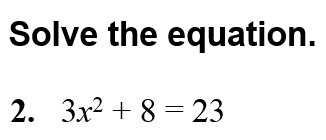 Solve the equation.
2. 3x² + 8 = 23